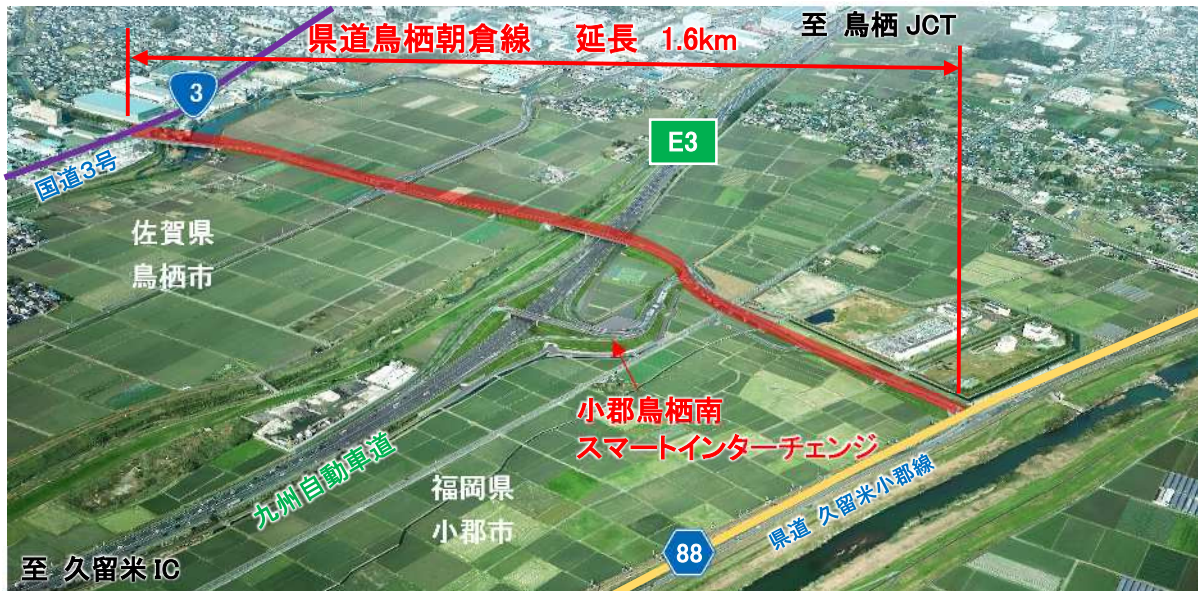 県道鳥栖朝倉線 延長 1.6km
至 鳥栖 JCT
3
E3
国道3号
佐賀県
鳥栖市
小郡鳥栖南
スマートインターチェンジ
九州自動車道
福岡県
小郡市
県道 久留米小郡線
88
至 久留米 IC